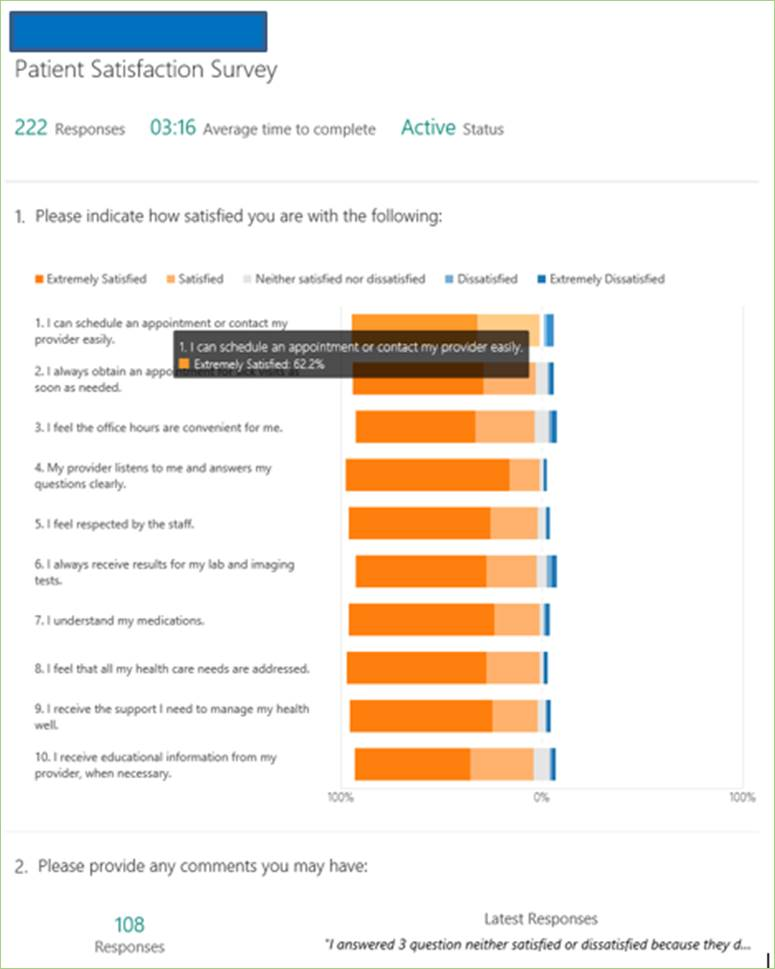 Patient Satisfaction Survey
222 Responses 03:16 Average time to complete Active Status
1. Please indicate how satisfied you are with the following:
Extremely Satisfied Satisfied Neither satisfied nor dissatisfied Dissatisfied Extremely Dissatisfied
1. I can schedule an appointment or contact my
provider easily.
1. I can schedule an appointment or contact my provider easily.
Extremely Satisfied: 62.2%
2. I always obtain an appointment for sick visits as
soon as needed.
3. I feel the office hours are convenient for me.
4. My provider listens to me and answers my
questions clearly.
5. I feel respected by the staff.
6. I always receive results for my lab and imaging
tests.
7. I understand my medications.
8. I feel that all my health care needs are addressed.
9. I receive the support I need to manage my health
well.
10. I receive educational information from my
provider, when necessary.
100% 0% 100%
2. Please provide any comments you may have:
108
Responses
Latest Responses
"I answered 3 question neither satisfied or dissatisfied because they d...